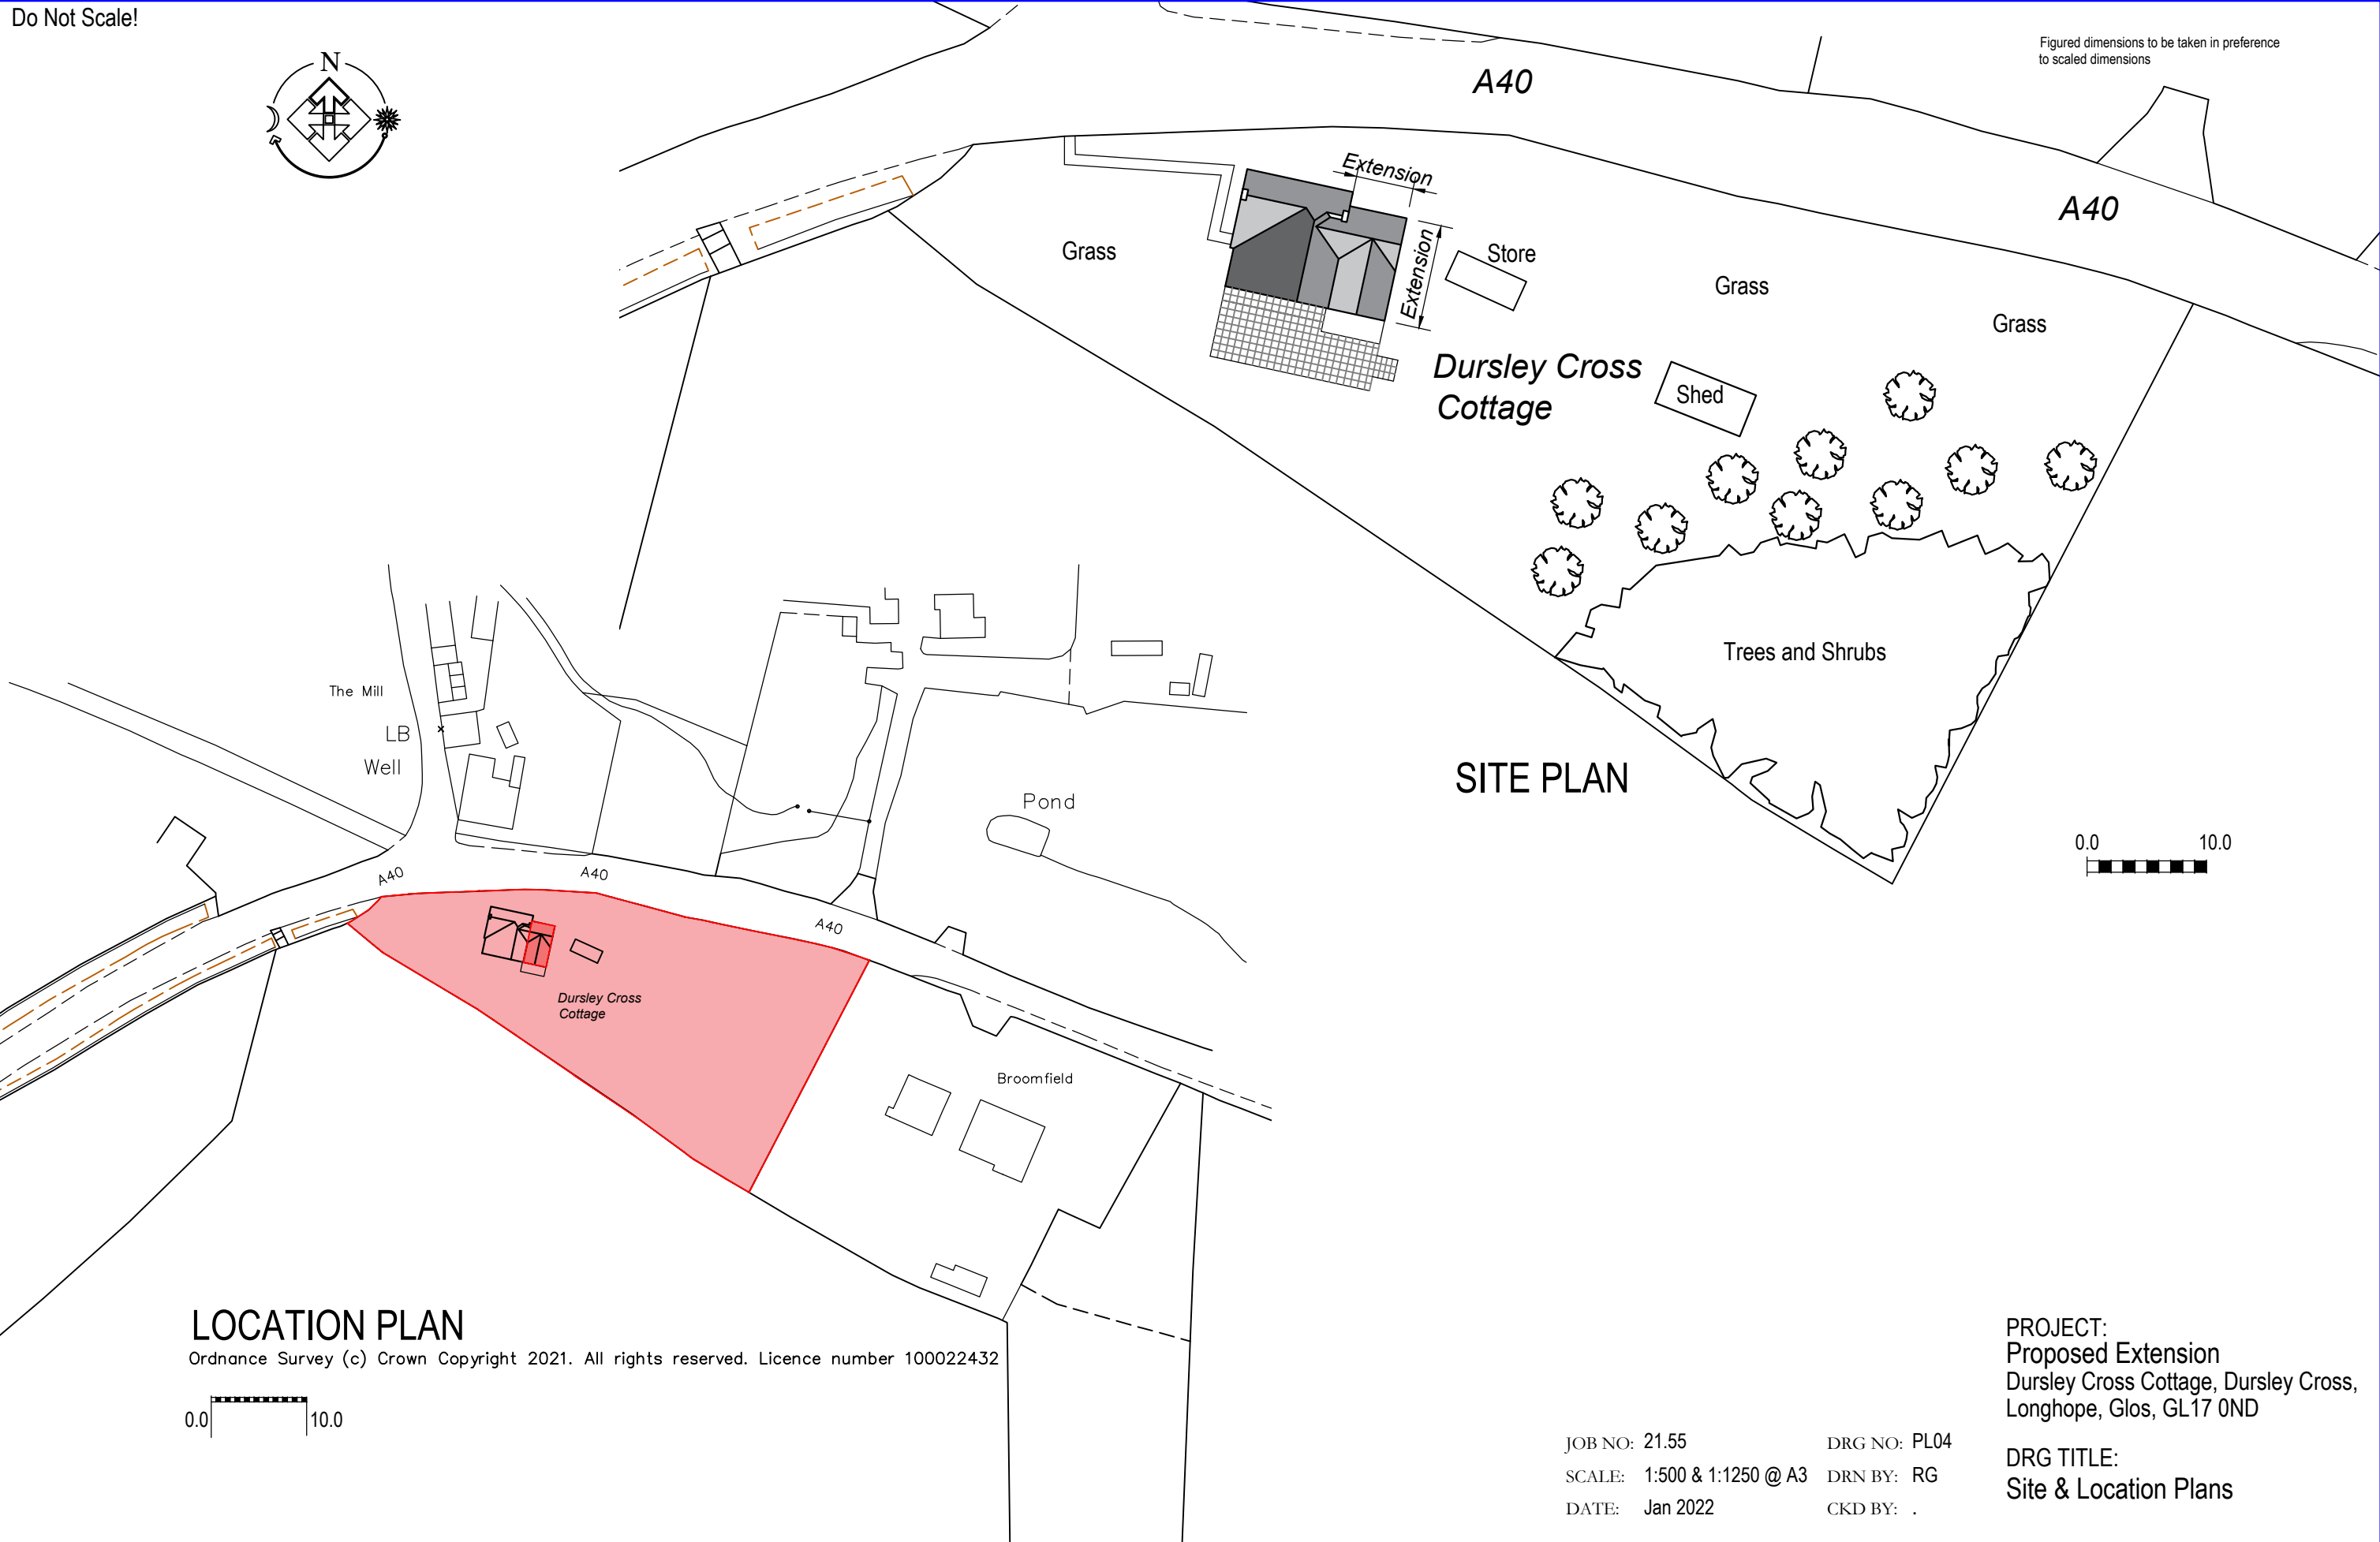 Do Not Scale!
N
Figured dimensions to be taken in preference
to scaled dimensions
A40
A40
Extension
Extension
Grass
Store
Grass
Grass
Dursley Cross
Cottage
Shed
Trees and Shrubs
SITE PLAN
0.0 10.0
The Mill
LB
Well
Pond
A40
A40
A40
Dursley Cross
Cottage
Broomfield
LOCATION PLAN
Ordnance Survey (c) Crown Copyright 2021. All rights reserved. Licence number 100022432
0.0 10.0
JOB NO: 21.55
DRG NO: PL04
SCALE: 1:500 & 1:1250 @ A3
DRN BY: RG
DATE: Jan 2022
CKD BY: .
PROJECT:
Proposed Extension
Dursley Cross Cottage, Dursley Cross,
Longhope, Glos, GL17 0ND
DRG TITLE:
Site & Location Plans